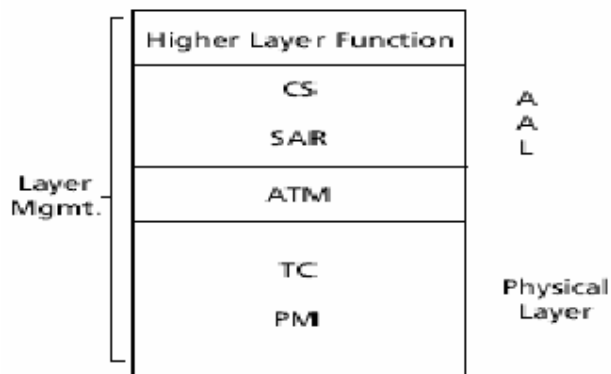 Higher Layer Function
CS
SAR
ATM
TC
PMI
Layer
Mgmt.
A
A
L
Physical
Layer